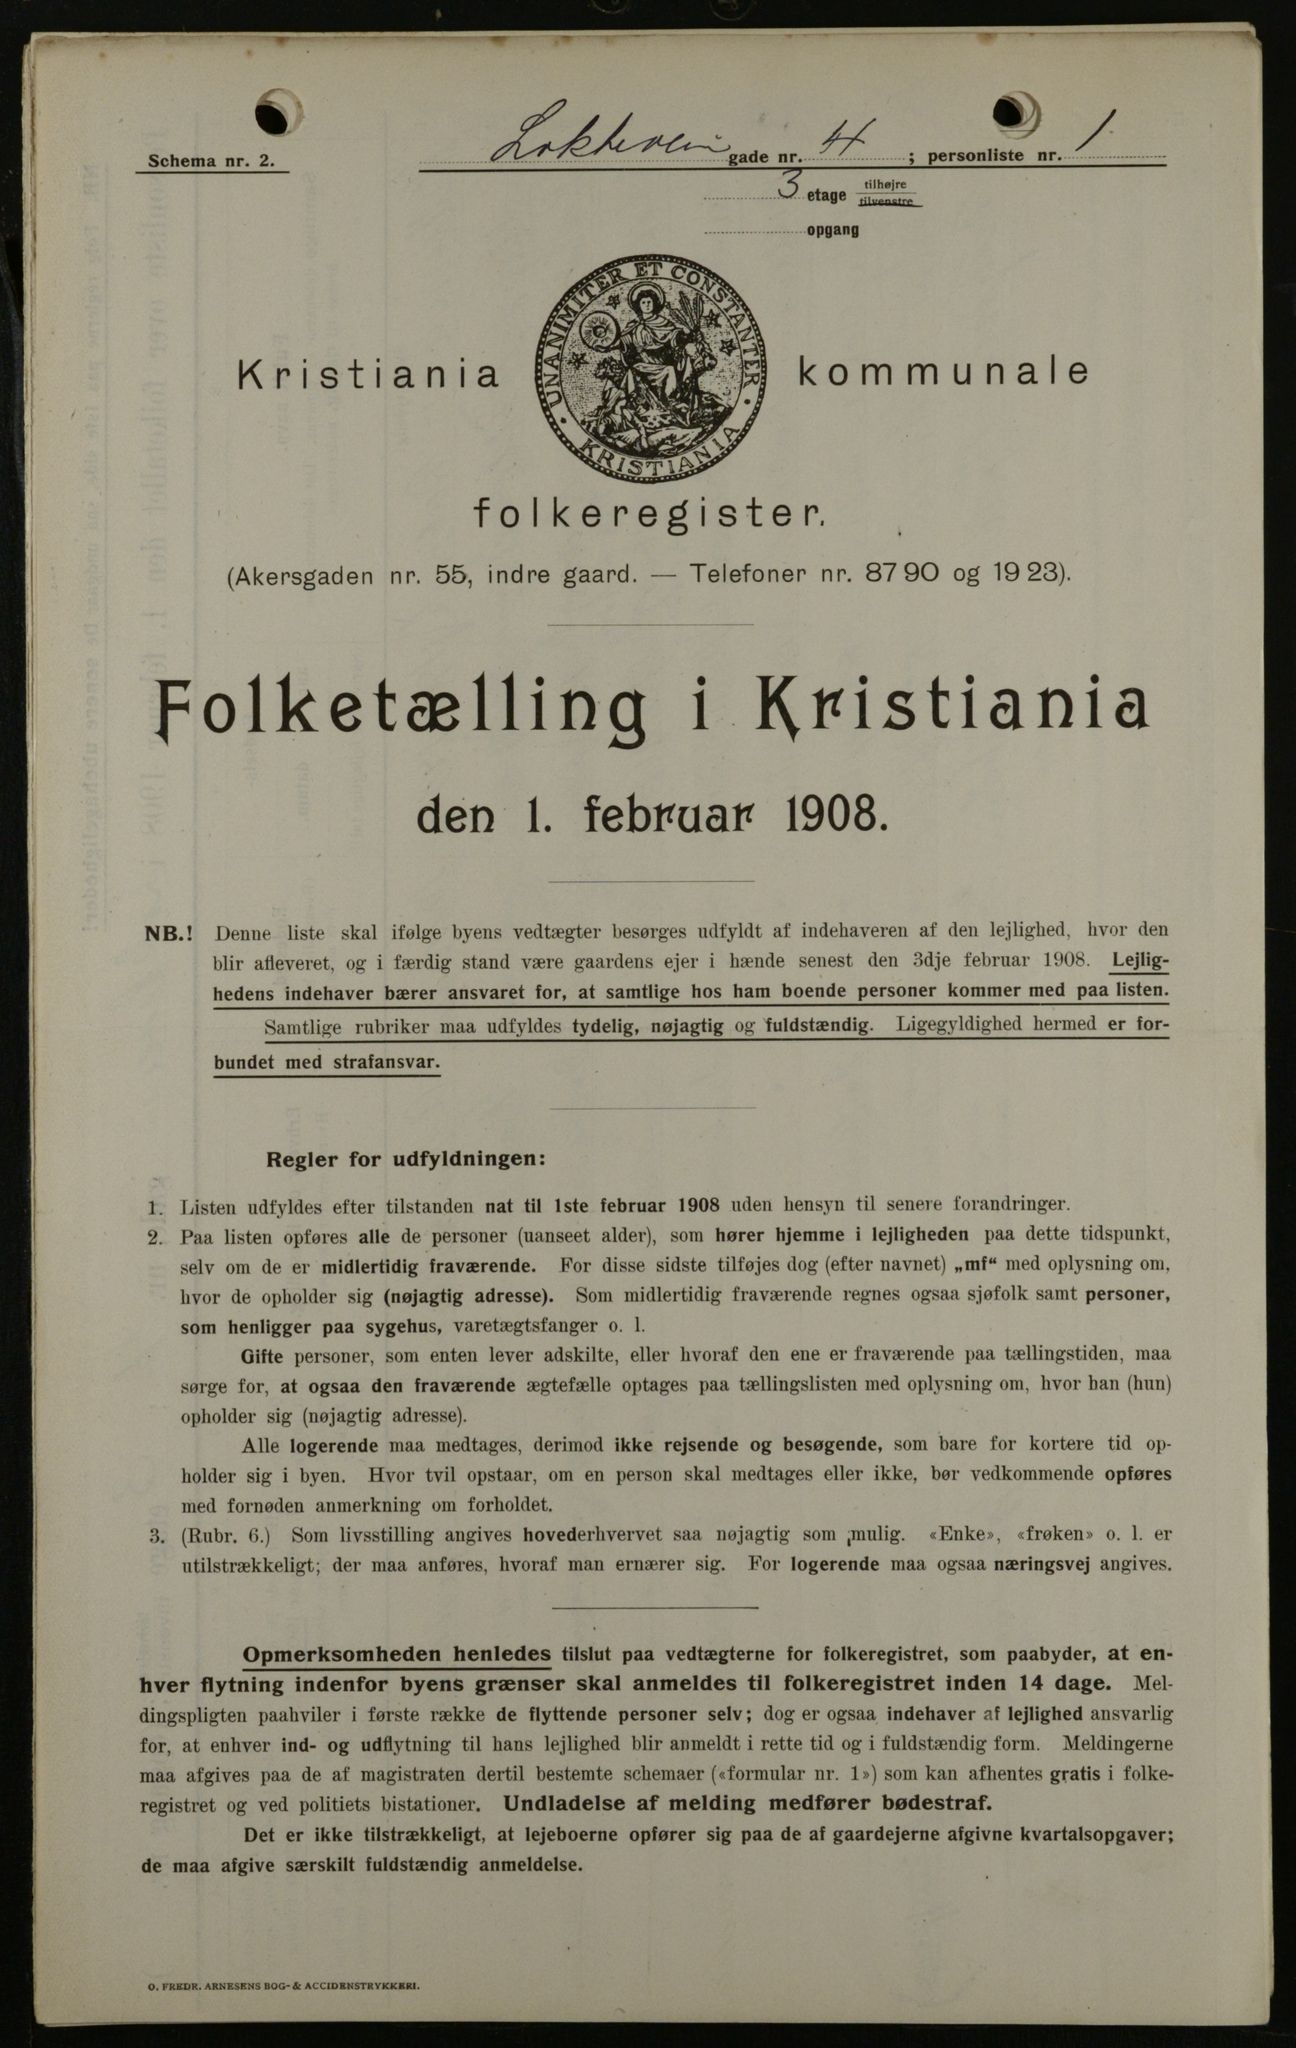 Schema nr. 2.
Lakkeveien gade nr. 4 ; personliste nr. 1
3 etage tilhøjre
tilvenstre
opgang
UNANIMITER ET CONSTANTER
KRISTIANIA
Kristiania kommunale
folkeregister.
(Akersgaden nr. 55, indre gaard. — Telefoner nr. 87 90 og 19 23).
Folketælling i Kristiania
den 1. februar 1908.
NB.! Denne liste skal ifølge byens vedtægter besørges udfyldt af indehaveren af den lejlighed, hvor den
blir afleveret, og i færdig stand være gaardens ejer i hænde senest den 3dje februar 1908. Lejlig-
hedens indehaver bærer ansvaret for, at samtlige hos ham boende personer kommer med paa listen.
Samtlige rubriker maa udfyldes tydelig, nøjagtig og fuldstændig. Ligegyldighed hermed er for-
bundet med strafansvar.
Regler for udfyldningen:
1. Listen udfyldes efter tilstanden nat til 1ste februar 1908 uden hensyn til senere forandringer.
2. Paa listen opføres alle de personer (uanseet alder), som hører hjemme i lejligheden paa dette tidspunkt,
selv om de er midlertidig fraværende. For disse sidste tilføjes dog (efter navnet) „mf“ med oplysning om,
hvor de opholder sig (nøjagtig adresse). Som midlertidig fraværende regnes ogsaa sjøfolk samt personer,
som henligger paa sygehus, varetægtsfanger o. l.
Gifte personer, som enten lever adskilte, eller hvoraf den ene er fraværende paa tællingstiden, maa
sørge for, at ogsaa den fraværende ægtefælle optages paa tællingslisten med oplysning om, hvor han (hun)
opholder sig (nøjagtig adresse).
Alle logerende maa medtages, derimod ikke rejsende og besøgende, som bare for kortere tid op-
holder sig i byen. Hvor tvil opstaar, om en person skal medtages eller ikke, bør vedkommende opføres
med fornøden anmerkning om forholdet.
3. (Rubr. 6.) Som livsstilling angives hovederhvervet saa nøjagtig som mulig. «Enke», «frøken» o. l. er
utilstrækkeligt; der maa anføres, hvoraf man ernærer sig. For logerende maa ogsaa næringsvej angives.
Opmerksomheden henledes tilslut paa vedtægterne for folkeregistret, som paabyder, at en-
hver flytning indenfor byens grænser skal anmeldes til folkeregistret inden 14 dage. Mel-
dingspligten paahviler i første række de flyttende personer selv; dog er ogsaa indehaver af lejlighed ansvarlig
for, at enhver ind- og udflytning til hans lejlighed blir anmeldt i rette tid og i fuldstændig form. Meldingerne
maa afgives paa de af magistraten dertil bestemte schemaer («formular nr. 1») som kan afhentes gratis i folke-
registret og ved politiets bistationer. Undladelse af melding medfører bødestraf.
Det er ikke tilstrækkeligt, at lejeboerne opfører sig paa de af gaardejerne afgivne kvartalsopgaver;
de maa afgive særskilt fuldstændig anmeldelse.
O. FREDR. ARNESENS BOG- & ACCIDENSTRYKKERI.